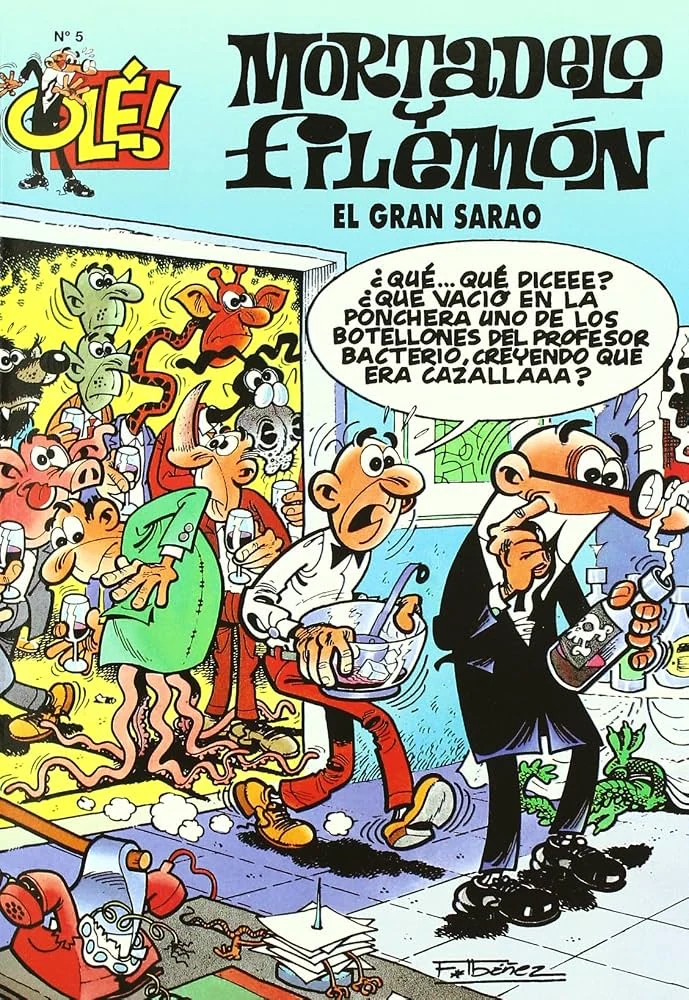 Nº 5
OLÉ!
MORTADELO
Y
FILEMÓN
EL GRAN SARAO
¿QUÉ... QUÉ DICEEE?
¿QUE VACIÓ EN LA
PONCHERA UNO DE LOS
BOTELLONES DEL PROFESOR
BACTERIO, CREYENDO QUE
ERA CAZALLAAA?
F. Ibáñez